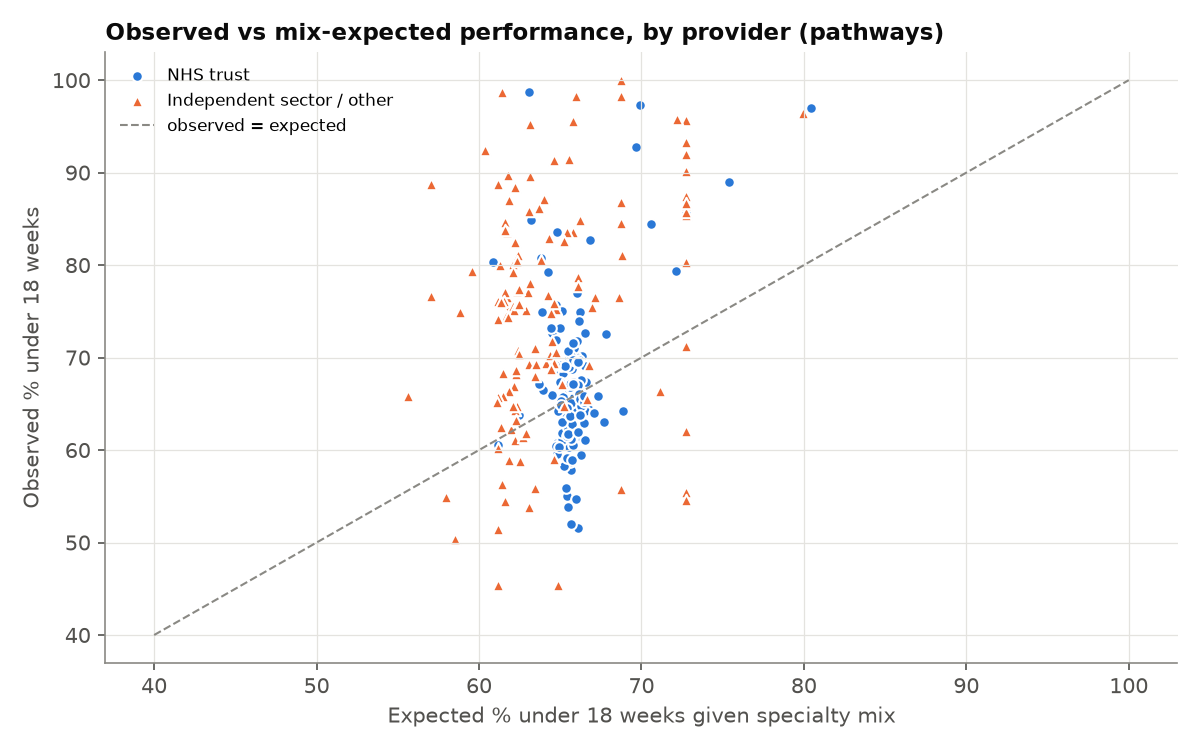 Observed vs mix-expected performance, by provider (pathways)
NHS trust
Independent sector / other
observed = expected
100
90
80
70
60
50
40
Observed % under 18 weeks
40 50 60 70 80 90 100
Expected % under 18 weeks given specialty mix